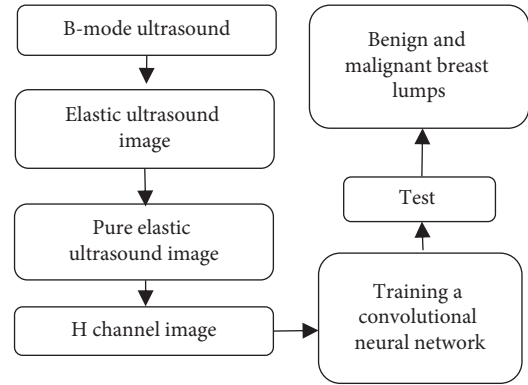 B-mode ultrasound
Elastic ultrasound
image
Pure elastic
ultrasound image
H channel image
Training a
convolutional
neural network
Test
Benign and
malignant breast
lumps